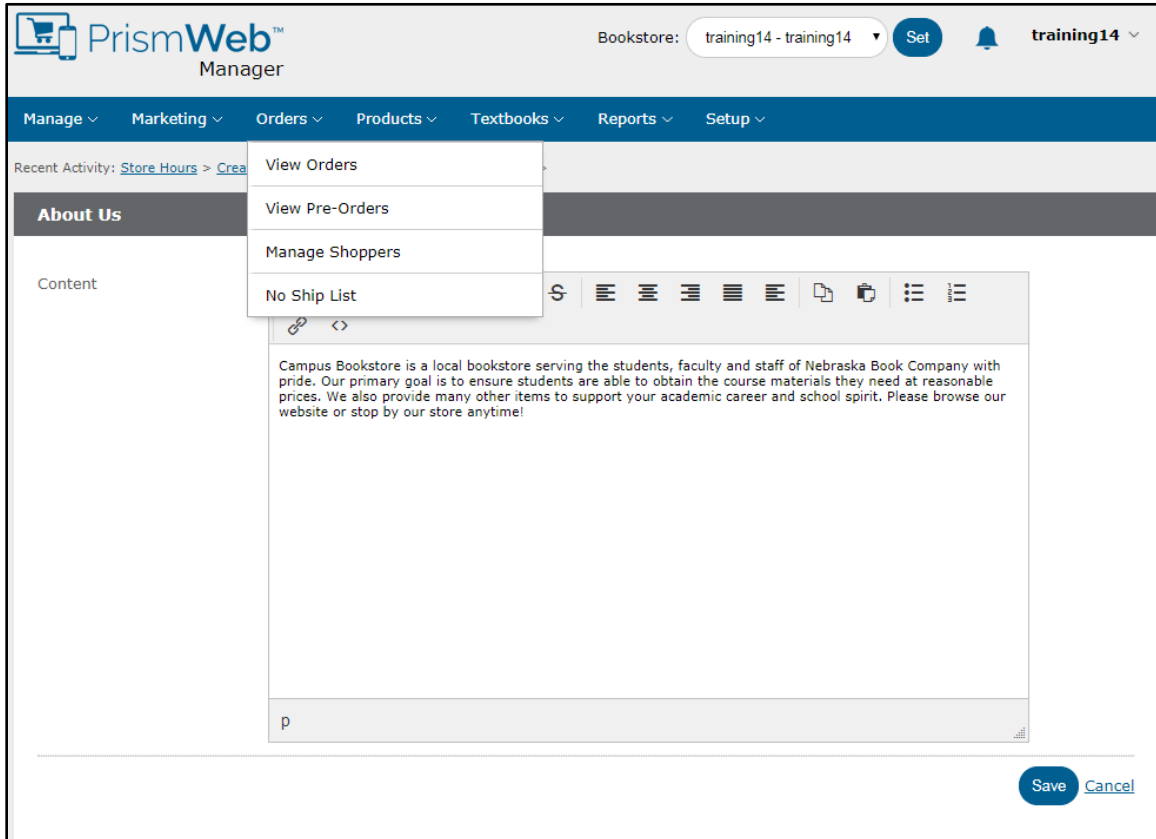 PrismWeb™
Manager
Bookstore: training14 - training14 Set training14
Manage Marketing Orders Products Textbooks Reports Setup
Recent Activity: Store Hours > Crea >
View Orders
View Pre-Orders
Manage Shoppers
No Ship List
About Us
Content
Campus Bookstore is a local bookstore serving the students, faculty and staff of Nebraska Book Company with
pride. Our primary goal is to ensure students are able to obtain the course materials they need at reasonable
prices. We also provide many other items to support your academic career and school spirit. Please browse our
website or stop by our store anytime!
p
Save Cancel